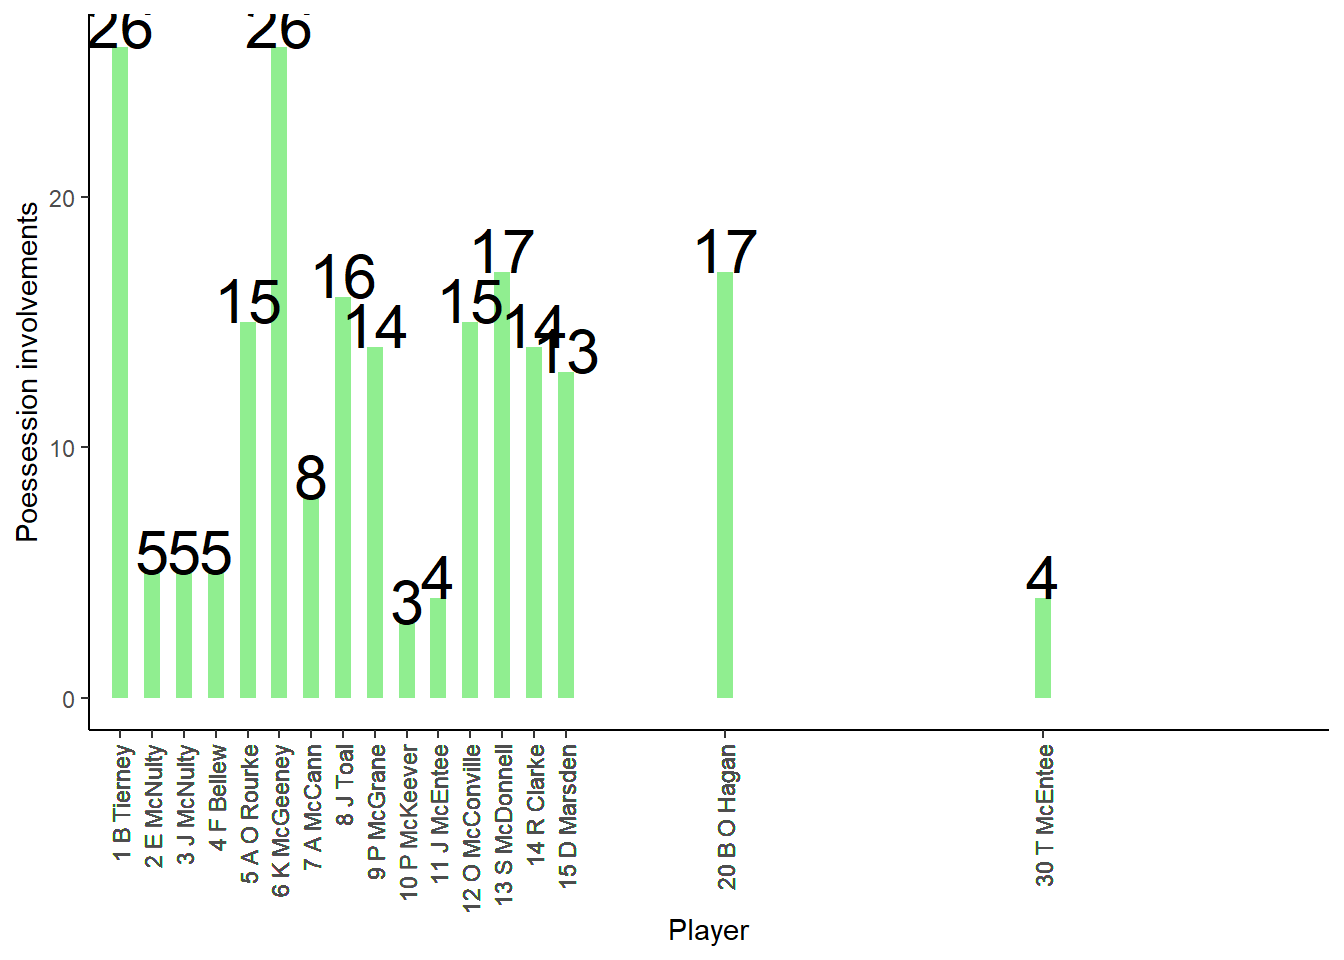 26
26
20
17
17
16
15
15
14
14
13
10
8
5
5
5
4
4
3
0
Poessession involvements
1 B Tierney
2 E McNulty
3 J McNulty
4 F Bellew
5 A O Rourke
6 K McGeeney
7 A McCann
8 J Toal
9 P McGrane
10 P McKeever
11 J McEntee
12 O McConville
13 S McDonnell
14 R Clarke
15 D Marsden
20 B O Hagan
30 T McEntee
Player